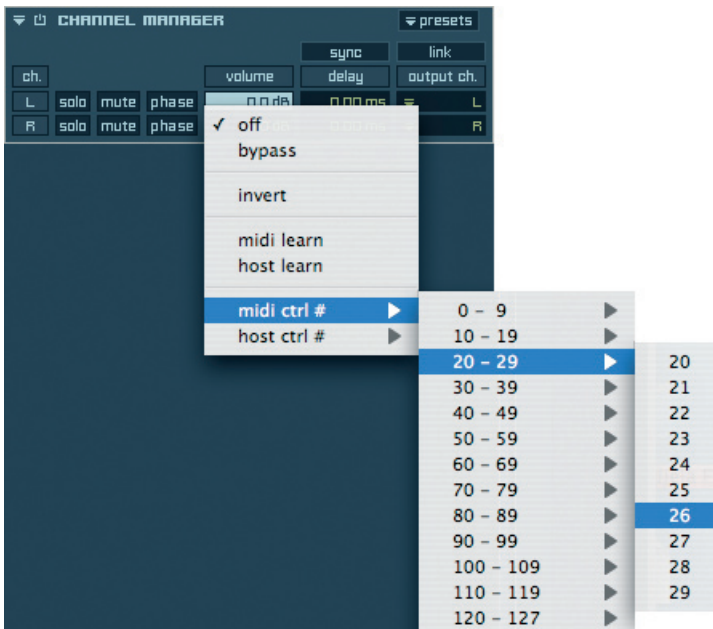 CHANNEL MANAGER presets
sync link
ch. volume delay output ch.
L solo mute phase 0.0 dB 0.00 ms L
R solo mute phase R
✓ off
bypass
invert
midi learn
host learn
midi ctrl #
host ctrl #
0 – 9
10 – 19
20 – 29
30 – 39
40 – 49
50 – 59
60 – 69
70 – 79
80 – 89
90 – 99
100 – 109
110 – 119
120 – 127
20
21
22
23
24
25
26
27
28
29